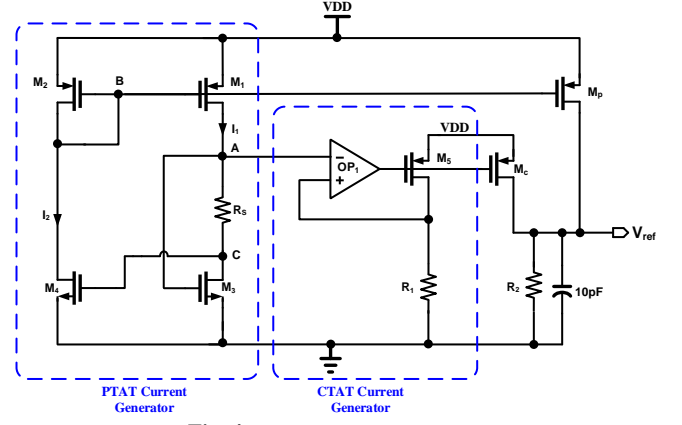 VDD
M2
B
M1
Mp
I1
VDD
A
OP1
M5
Mc
I2
RS
Vref
C
M4
M3
R1
R2
10pF
PTAT Current
Generator
CTAT Current
Generator